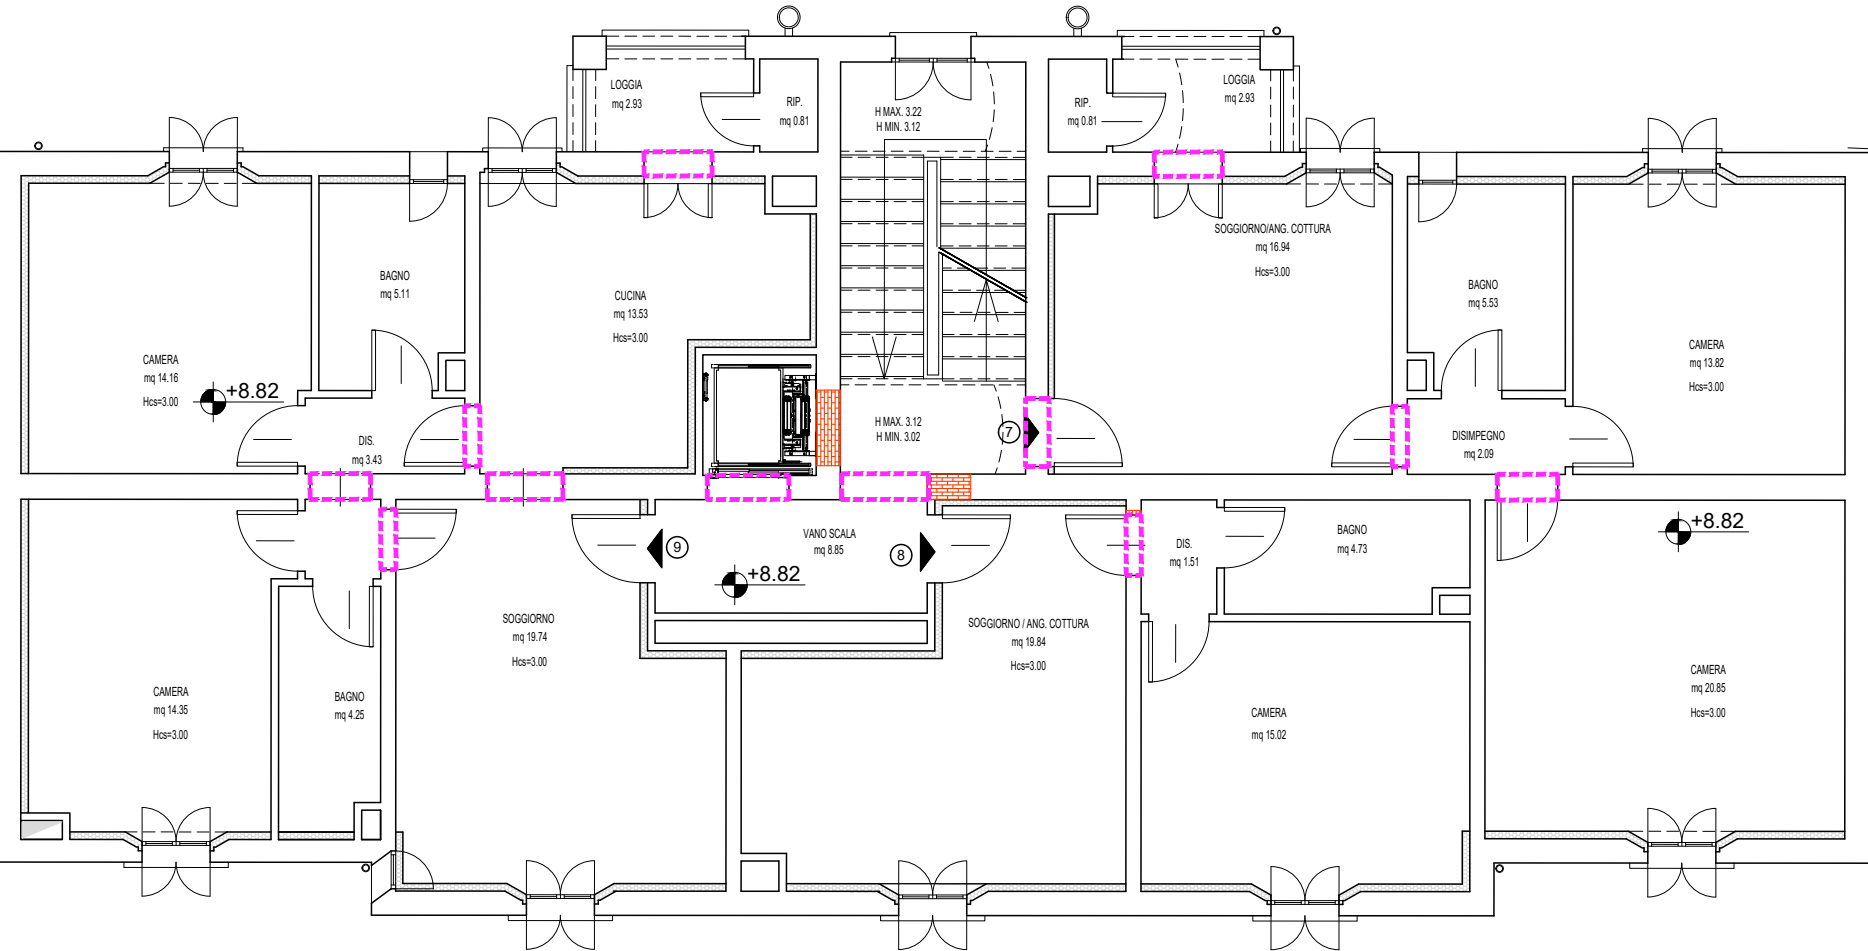 LOGGIA
mq 2.93
RIP.
mq 0.81
H MAX. 3.22
H MIN. 3.12
RIP.
mq 0.81
LOGGIA
mq 2.93
BAGNO
mq 5.11
CUCINA
mq 13.53
Hcs=3.00
SOGGIORNO/ANG. COTTURA
mq 16.94
Hcs=3.00
BAGNO
mq 5.53
CAMERA
mq 14.16
Hcs=3.00
+8.82
CAMERA
mq 13.82
Hcs=3.00
DIS.
mq 3.43
H MAX. 3.12
H MIN. 3.02
7
DISIMPEGNO
mq 2.09
9
VANO SCALA
mq 8.85
8
+8.82
DIS.
mq 1.51
BAGNO
mq 4.73
+8.82
SOGGIORNO
mq 19.74
Hcs=3.00
SOGGIORNO / ANG. COTTURA
mq 19.84
Hcs=3.00
CAMERA
mq 14.35
Hcs=3.00
BAGNO
mq 4.25
CAMERA
mq 15.02
CAMERA
mq 20.85
Hcs=3.00